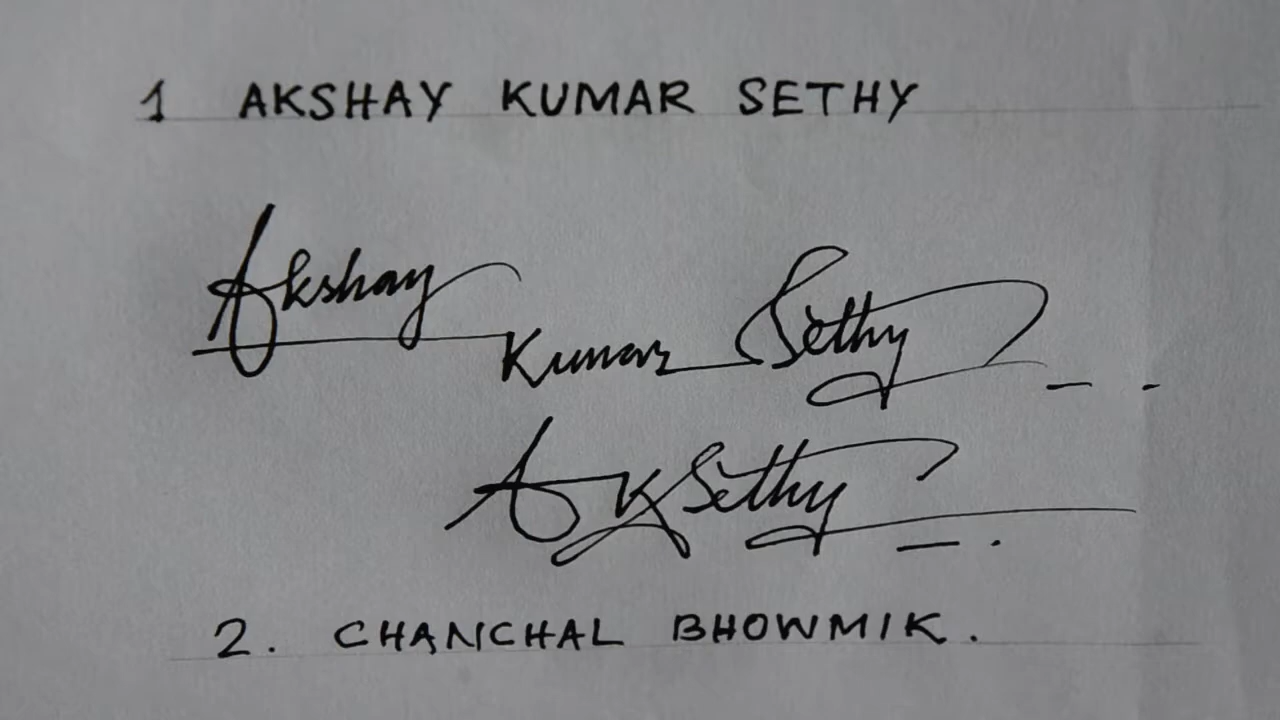 1 AKSHAY KUMAR SETHY
Akshay Kumar Sethy
A K Sethy
2. CHANCHAL BHOWMIK.